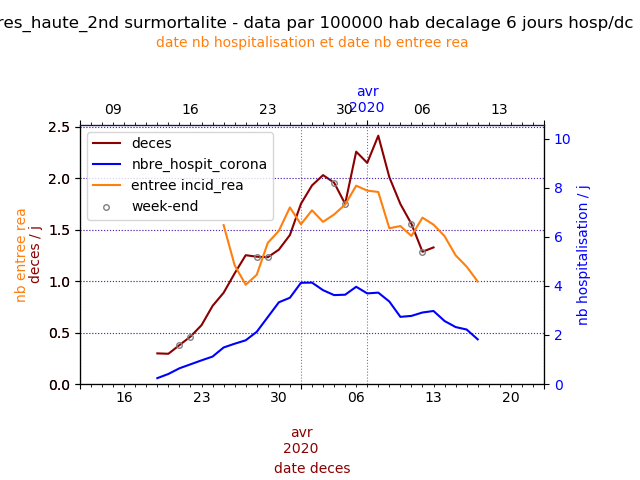 res_haute_2nd surmortalite - data par 100000 hab decalage 6 jours hosp/dc
date nb hospitalisation et date nb entree rea
avr
2020
09 16 23 30 06 13
deces
nbre_hospit_corona
entree incid_rea
week-end
2.5
2.0
1.5
1.0
0.5
0.0
nb entree rea
deces / j
10
8
6
4
2
0
nb hospitalisation / j
16 23 30 06 13 20
avr
2020
date deces